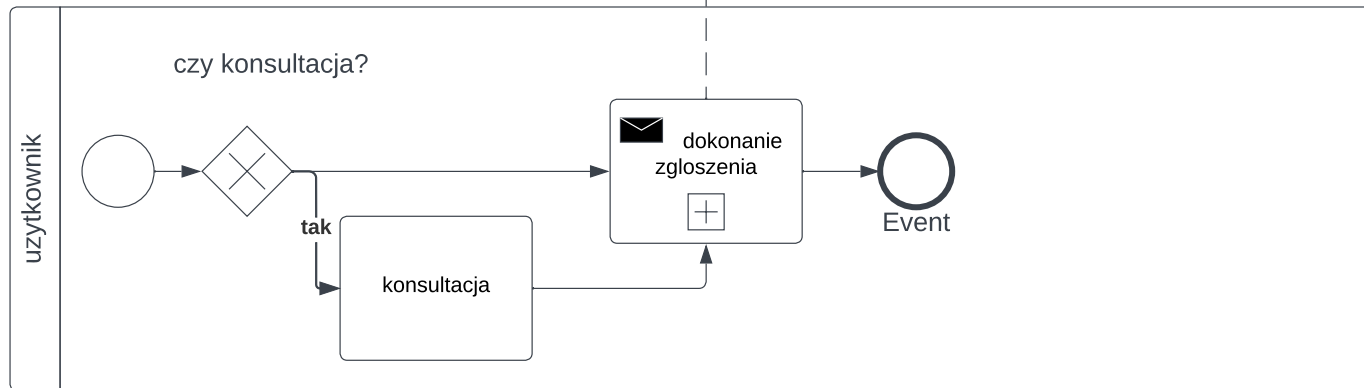 uzytkownik
czy konsultacja?
tak
konsultacja
dokonanie
zgloszenia
Event